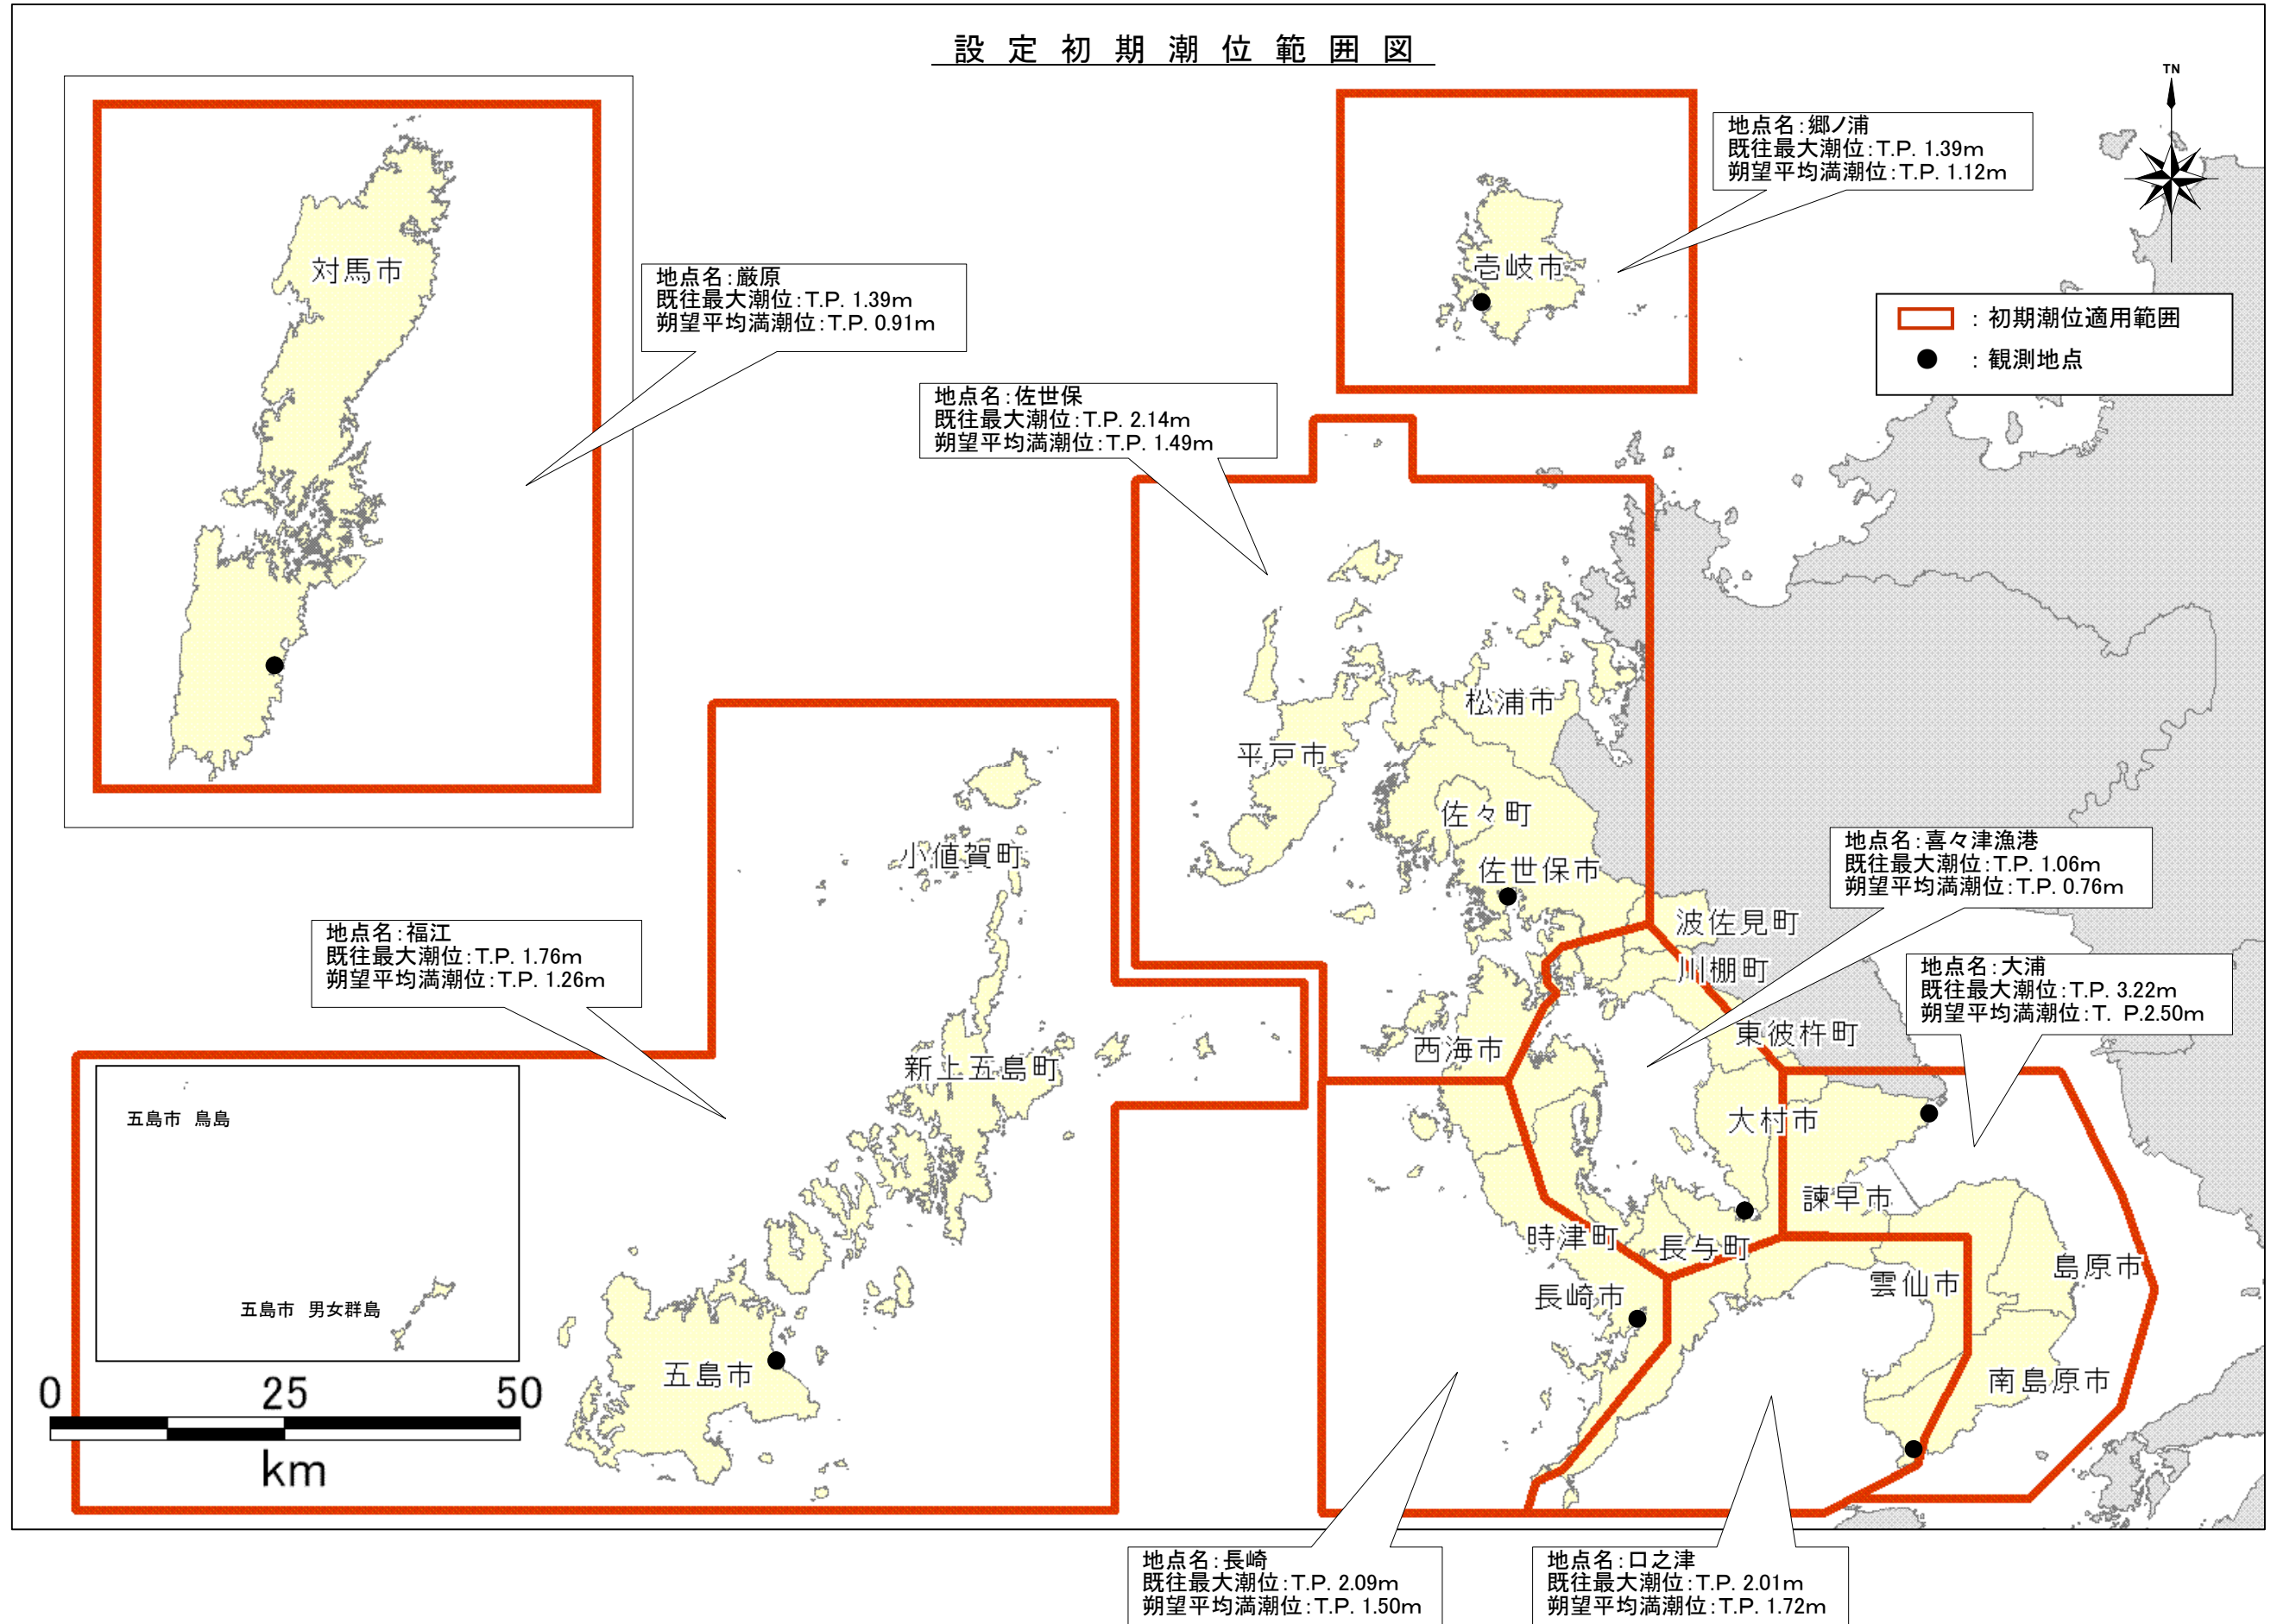 設定初期潮位範囲図
TN
地点名:郷ノ浦
既往最大潮位:T.P. 1.39m
朔望平均満潮位:T.P. 1.12m
対馬市
壱岐市
地点名:厳原
既往最大潮位:T.P. 1.39m
朔望平均満潮位:T.P. 0.91m
:初期潮位適用範囲
:観測地点
地点名:佐世保
既往最大潮位:T.P. 2.14m
朔望平均満潮位:T.P. 1.49m
松浦市
平戸市
佐々町
佐世保市
小値賀町
地点名:喜々津漁港
既往最大潮位:T.P. 1.06m
朔望平均満潮位:T.P. 0.76m
波佐見町
川棚町
地点名:福江
既往最大潮位:T.P. 1.76m
朔望平均満潮位:T.P. 1.26m
地点名:大浦
既往最大潮位:T.P. 3.22m
朔望平均満潮位:T. P.2.50m
東彼杵町
西海市
新上五島町
五島市 鳥島
大村市
諫早市
時津町
長与町
島原市
雲仙市
長崎市
五島市 男女群島
五島市
南島原市
0 25 50
km
地点名:長崎
既往最大潮位:T.P. 2.09m
朔望平均満潮位:T.P. 1.50m
地点名:口之津
既往最大潮位:T.P. 2.01m
朔望平均満潮位:T.P. 1.72m